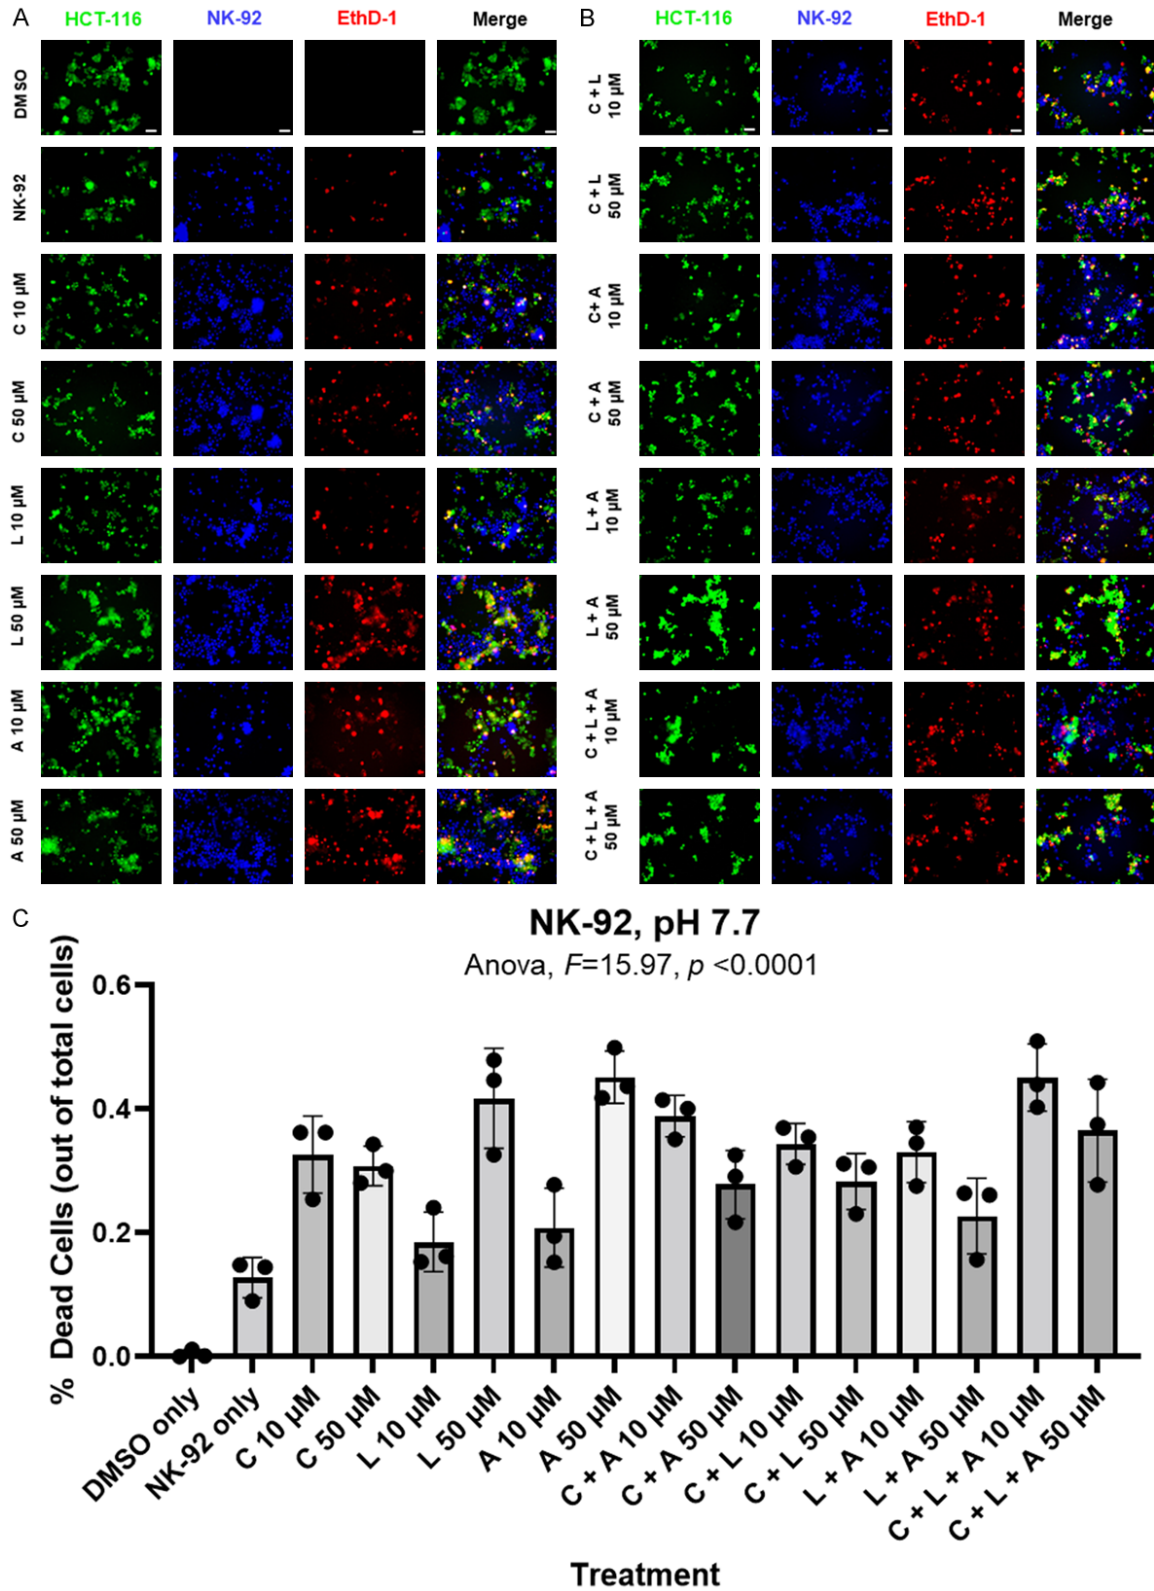 A
HCT-116 NK-92 EthD-1 Merge
DMSO
NK-92
C 10 µM
C 50 µM
L 10 µM
L 50 µM
A 10 µM
A 50 µM
B
HCT-116 NK-92 EthD-1 Merge
C + L
10 µM
C + L
50 µM
C+ A
10 µM
C + A
50 µM
L + A
10 µM
L + A
50 µM
C + L + A
10 µM
C + L + A
50 µM
C
NK-92, pH 7.7
Anova, F=15.97, p <0.0001
% Dead Cells (out of total cells)
0.6
0.4
0.2
0.0
DMSO only
NK-92 only
C 10 µM
C 50 µM
L 10 µM
L 50 µM
A 10 µM
A 50 µM
C + A 10 µM
C + A 50 µM
C + L 10 µM
C + L 50 µM
L + A 10 µM
L + A 50 µM
C + L + A 10 µM
C + L + A 50 µM
Treatment